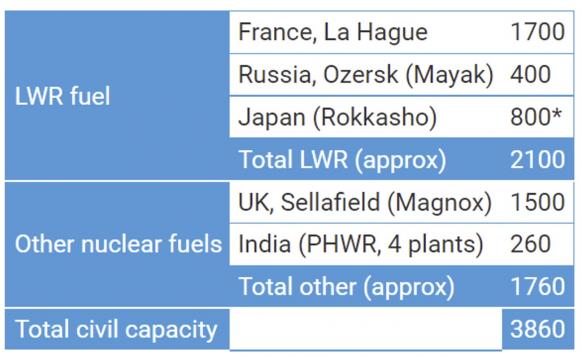 LWR fuel
France, La Hague 1700
Russia, Ozersk (Mayak) 400
Japan (Rokkasho) 800*
Total LWR (approx) 2100
Other nuclear fuels
UK, Sellafield (Magnox) 1500
India (PHWR, 4 plants) 260
Total other (approx) 1760
Total civil capacity 3860